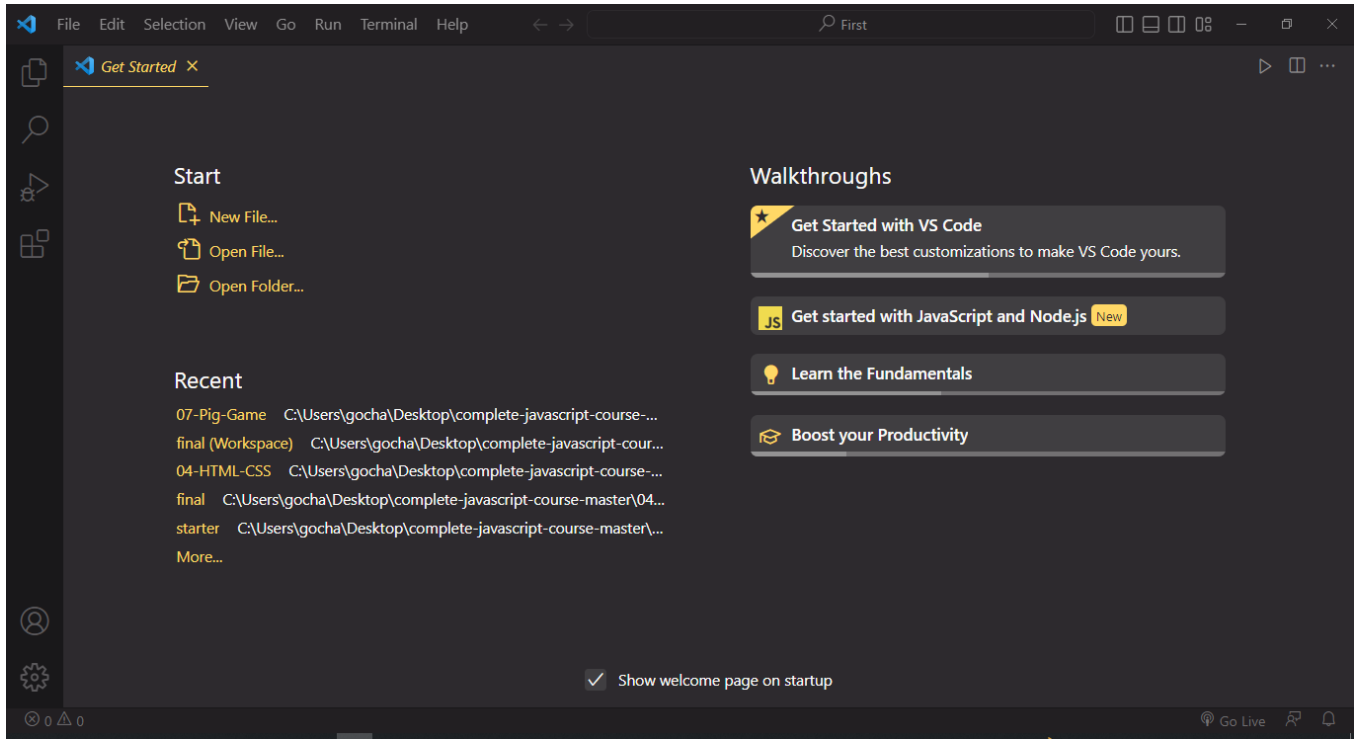 File Edit Selection View Go Run Terminal Help First
Get Started
Start
New File...
Open File...
Open Folder...
Recent
07-Pig-Game C:\Users\gocha\Desktop\complete-javascript-course-...
final (Workspace) C:\Users\gocha\Desktop\complete-javascript-cour...
04-HTML-CSS C:\Users\gocha\Desktop\complete-javascript-course-...
final C:\Users\gocha\Desktop\complete-javascript-course-master\04...
starter C:\Users\gocha\Desktop\complete-javascript-course-master\...
More...
Walkthroughs
Get Started with VS Code
Discover the best customizations to make VS Code yours.
JS Get started with JavaScript and Node.js New
Learn the Fundamentals
Boost your Productivity
Show welcome page on startup
0 0 Go Live